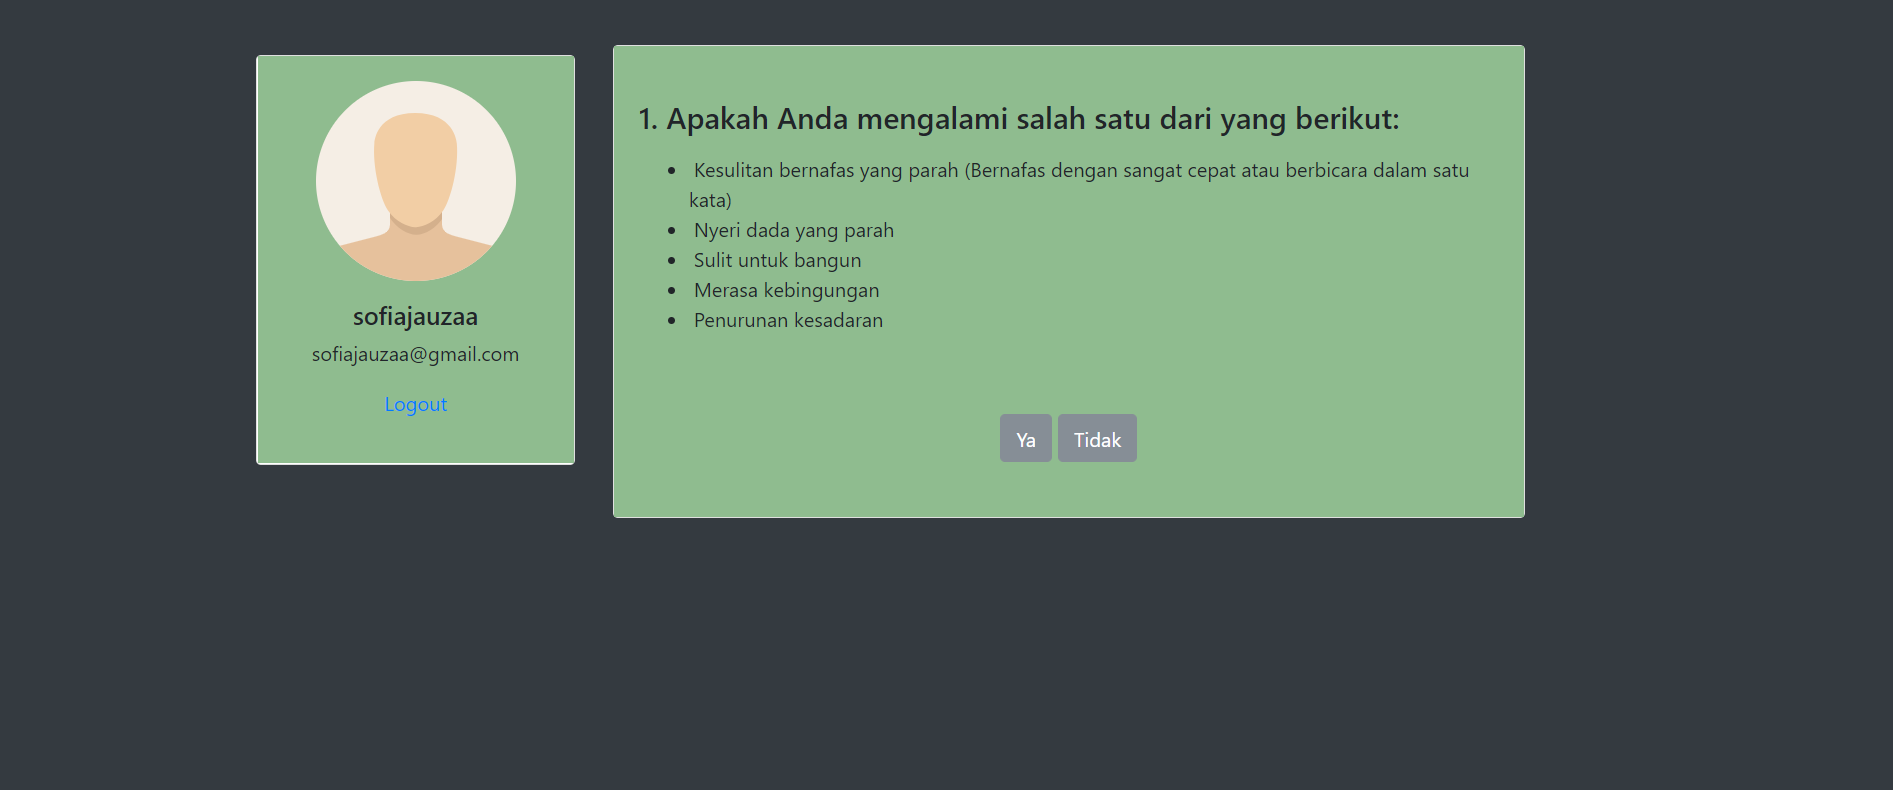 sofiajauzaa
sofiajauzaa@gmail.com
Logout
1. Apakah Anda mengalami salah satu dari yang berikut:
• Kesulitan bernafas yang parah (Bernafas dengan sangat cepat atau berbicara dalam satu
kata)
• Nyeri dada yang parah
• Sulit untuk bangun
• Merasa kebingungan
• Penurunan kesadaran
Ya Tidak